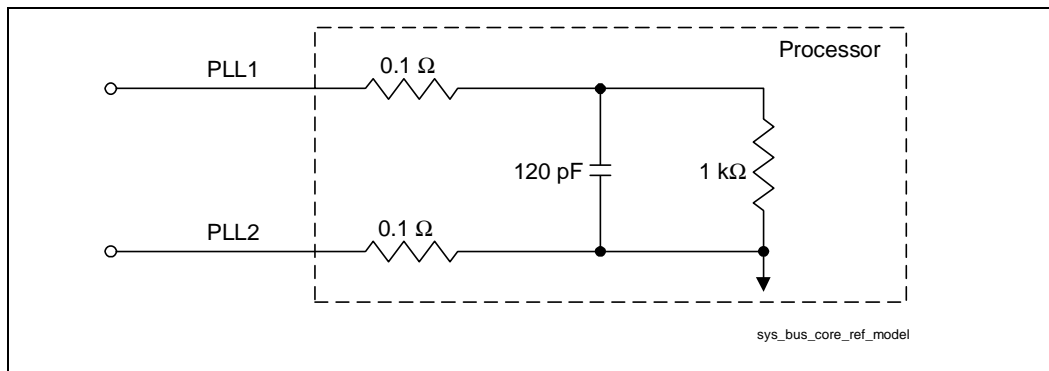 Processor
PLL1
0.1 Ω
120 pF
1 kΩ
PLL2
0.1 Ω
sys_bus_core_ref_model